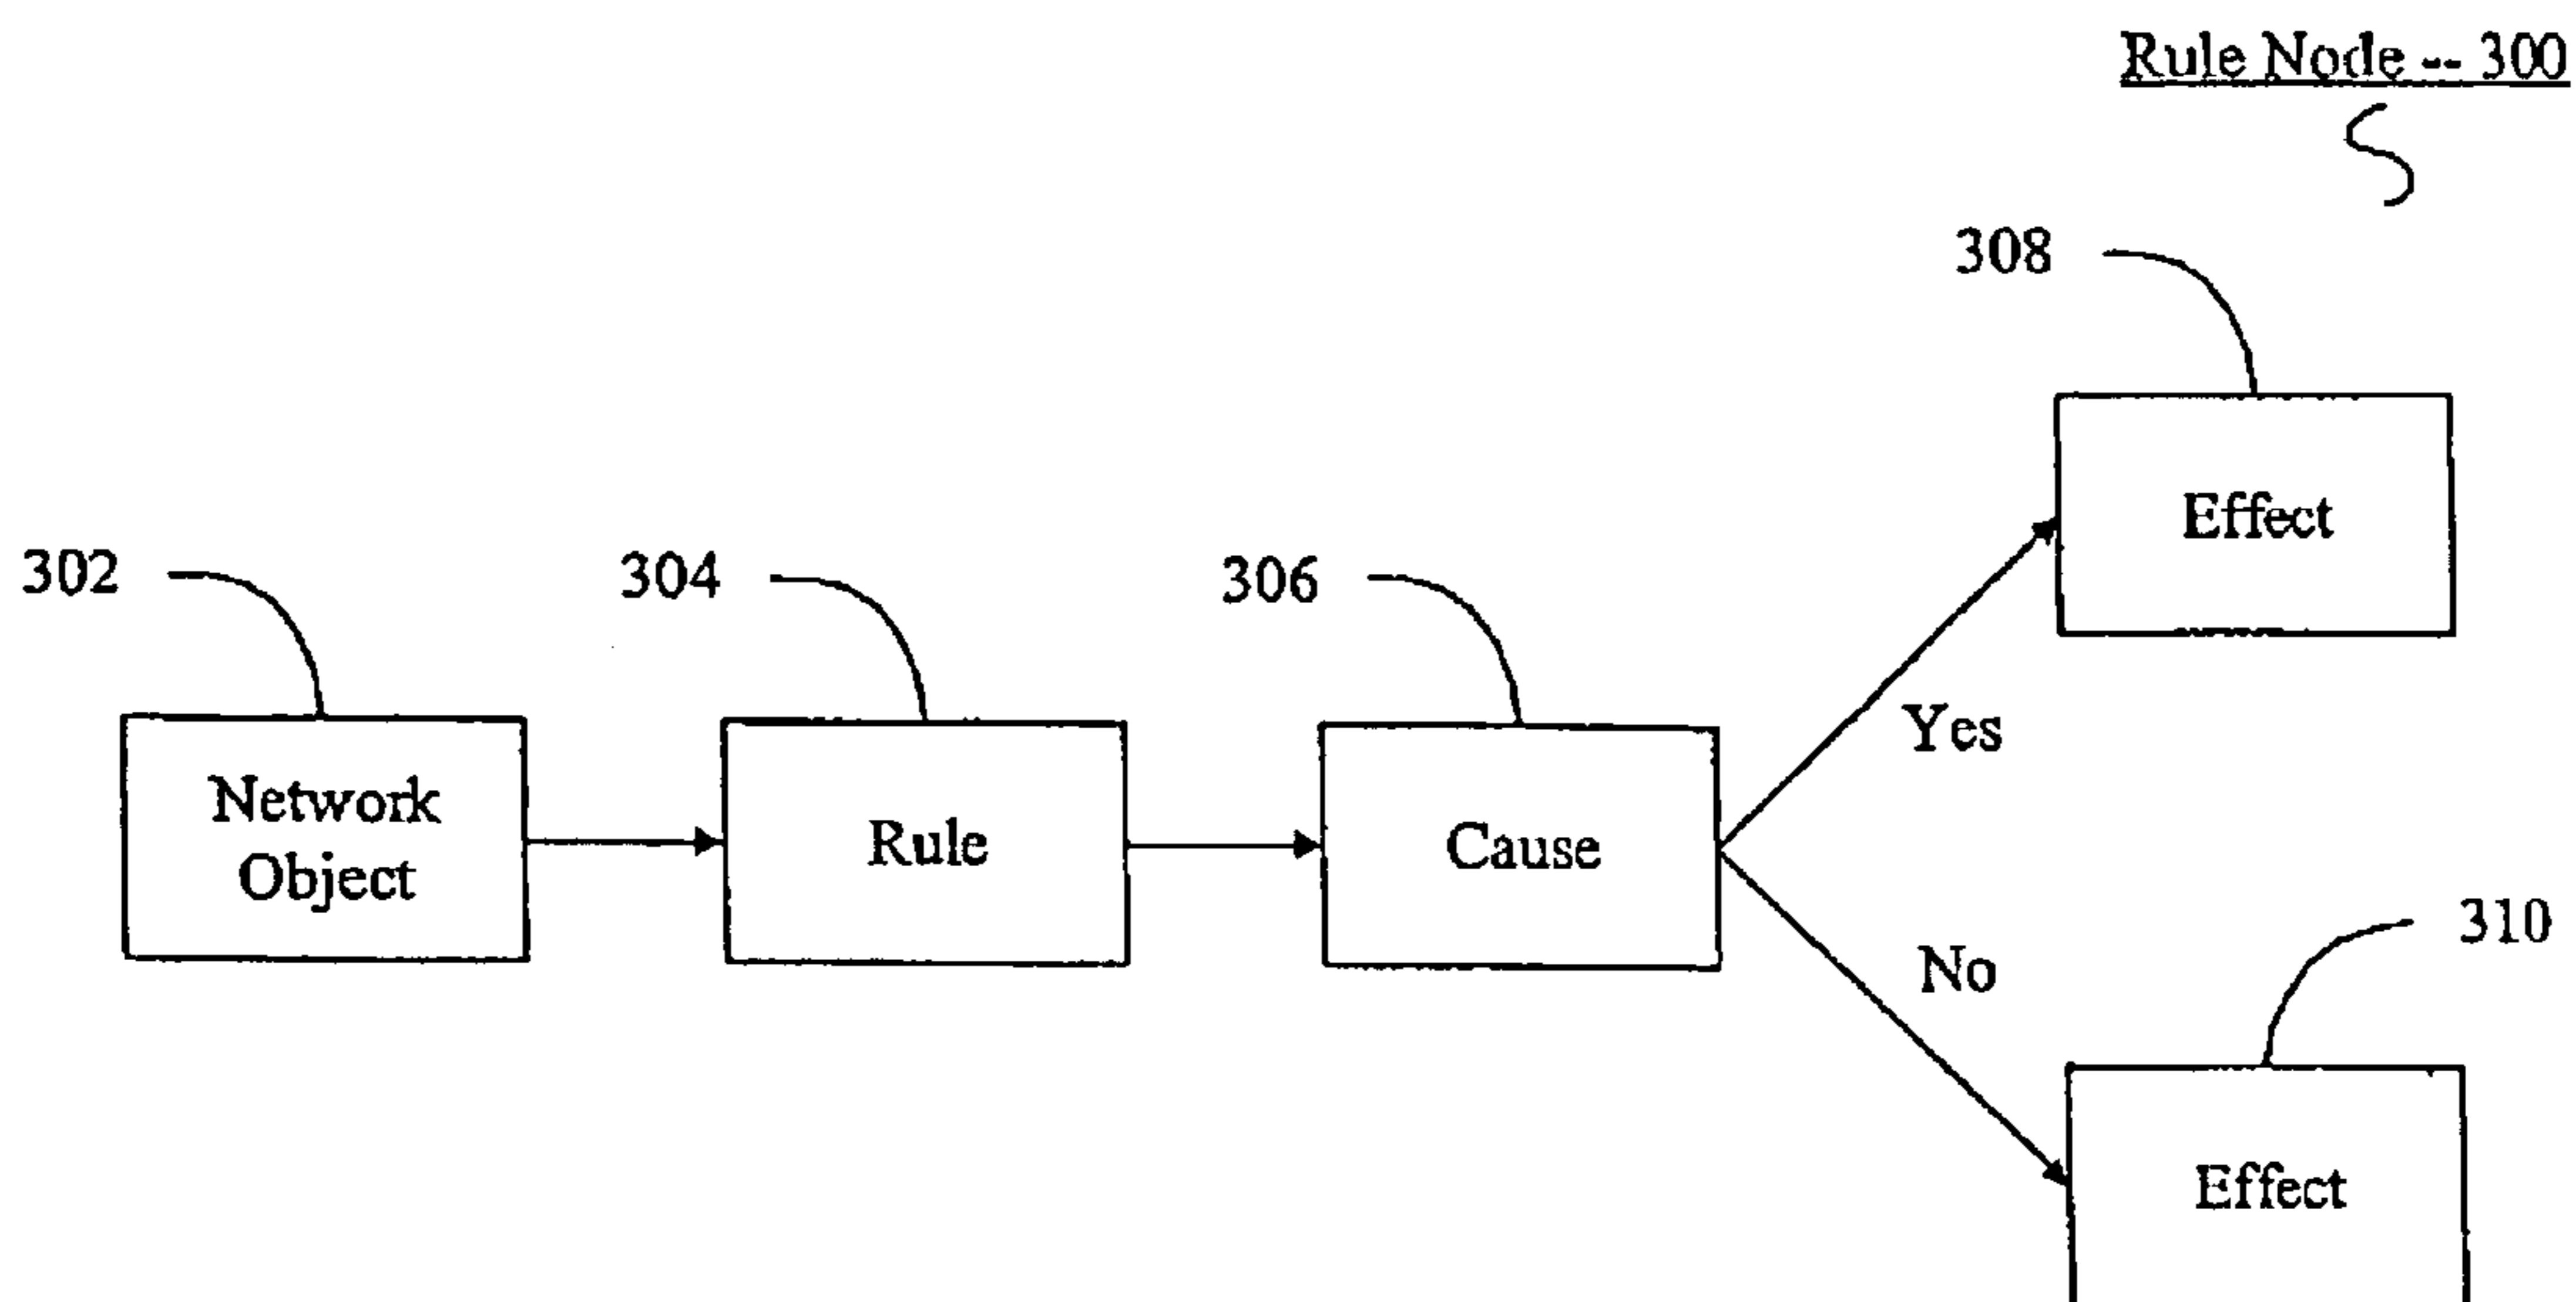 Rule Node -- 300
308
Effect
302
304
306
Network
Object
Rule
Cause
Yes
No
310
Effect